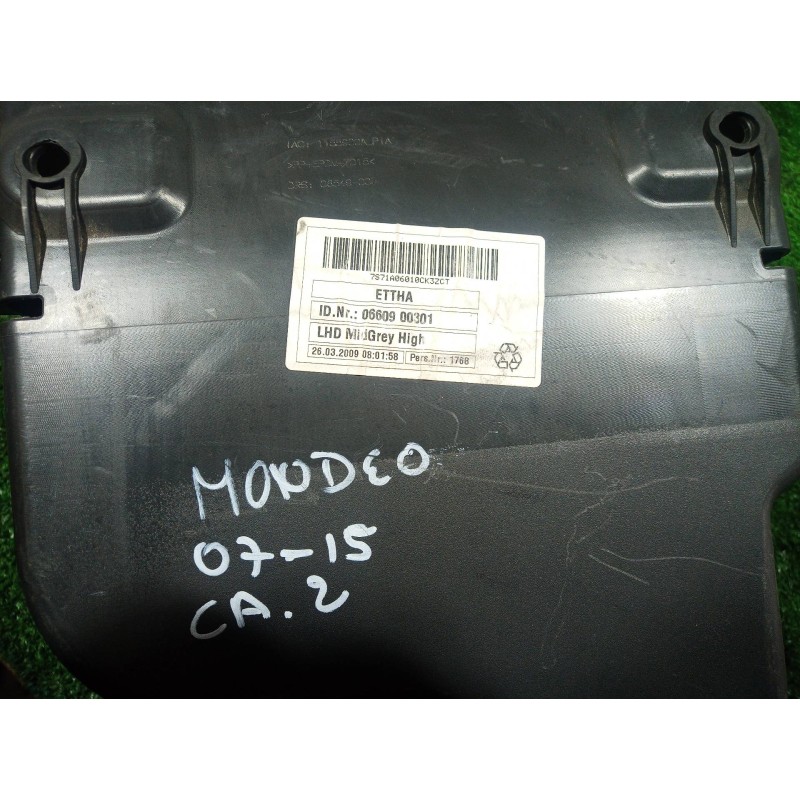 7S71A06010CK3ZCT
ETTHA
ID.Nr.: 06609 00301
LHD MidGrey High
26.03.2009 08:01:58 Pers.Nr.: 1768
MONDEO
07-15
CA.2